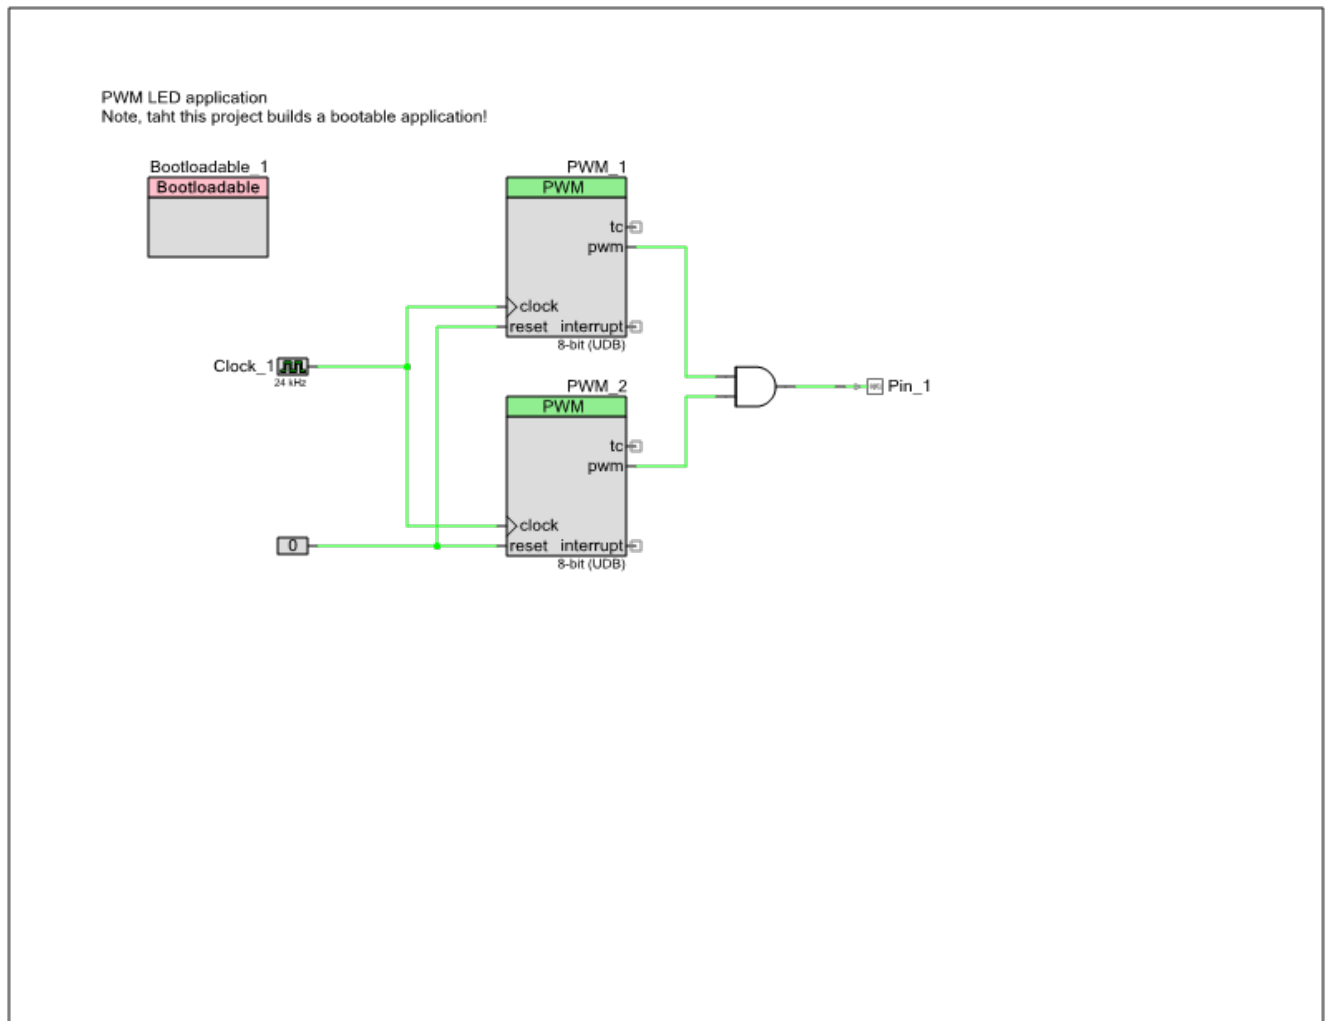 PWM LED application
Note, taht this project builds a bootable application!
Bootloadable_1
Bootloadable
PWM_1
PWM
tc
pwm
clock
reset interrupt
8-bit (UDB)
Clock_1
24 kHz
PWM_2
PWM
tc
pwm
Pin_1
clock
0
reset interrupt
8-bit (UDB)